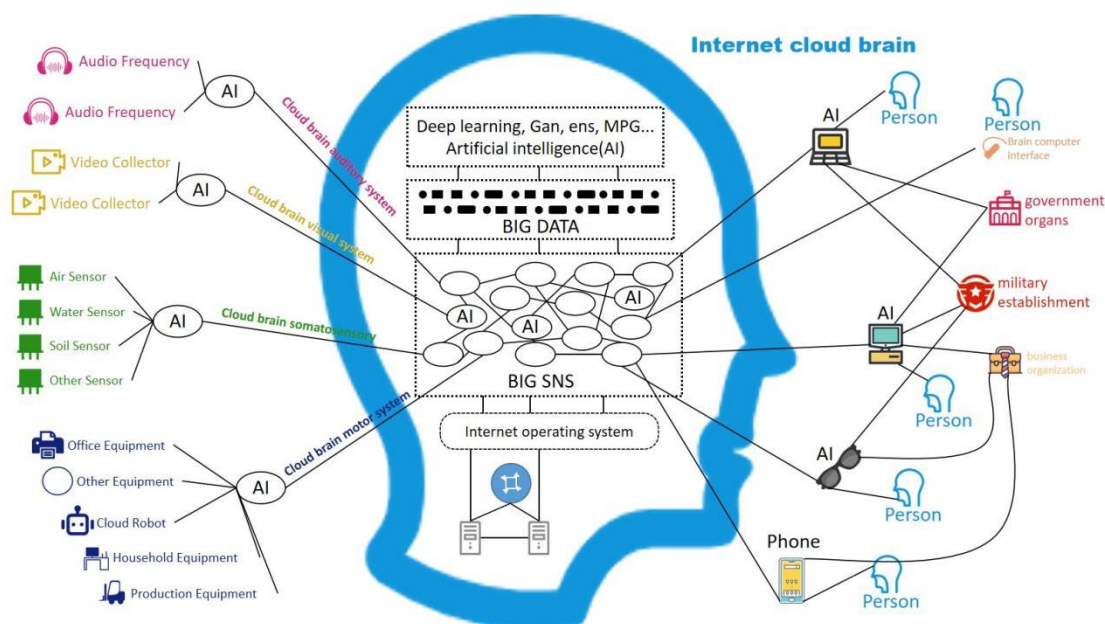 Internet cloud brain
Audio Frequency
AI
Audio Frequency
Cloud brain auditory system
Video Collector
AI
Video Collector
Cloud brain visual system
Air Sensor
Water Sensor
AI
Soil Sensor
Other Sensor
Cloud brain somatosensory
Office Equipment
Other Equipment
AI
Cloud Robot
Household Equipment
Production Equipment
Cloud brain motor system
Deep learning, Gan, ens, MPG...
Artificial intelligence(AI)
BIG DATA
AI
AI
AI
BIG SNS
Internet operating system
AI
Person
Person
Brain computer
interface
government
organs
military
establishment
AI
business
organization
Person
AI
Person
Phone
Person